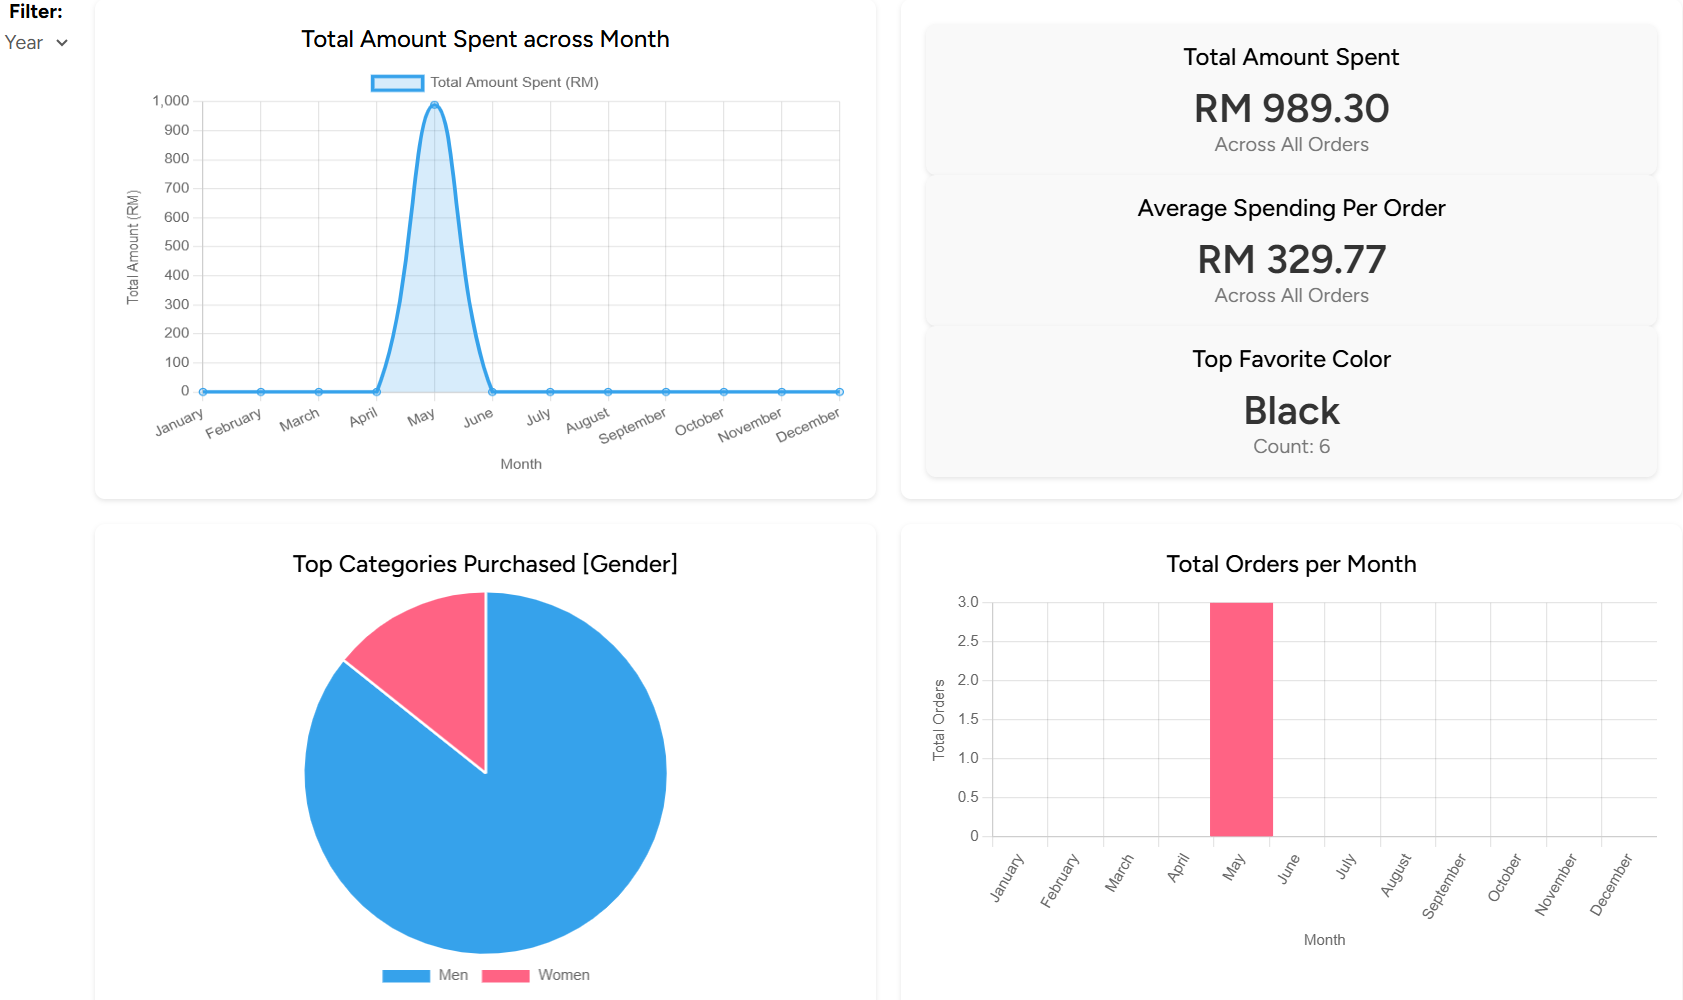 Filter:
Year
Total Amount Spent across Month
Total Amount Spent (RM)
1,000
900
800
700
600
500
400
300
200
100
0
Total Amount (RM)
January
February
March
April
May
June
July
August
September
October
November
December
Month
Total Amount Spent
RM 989.30
Across All Orders
Average Spending Per Order
RM 329.77
Across All Orders
Top Favorite Color
Black
Count: 6
Top Categories Purchased [Gender]
Men
Women
Total Orders per Month
3.0
2.5
2.0
1.5
1.0
0.5
0
Total Orders
January
February
March
April
May
June
July
August
September
October
November
December
Month